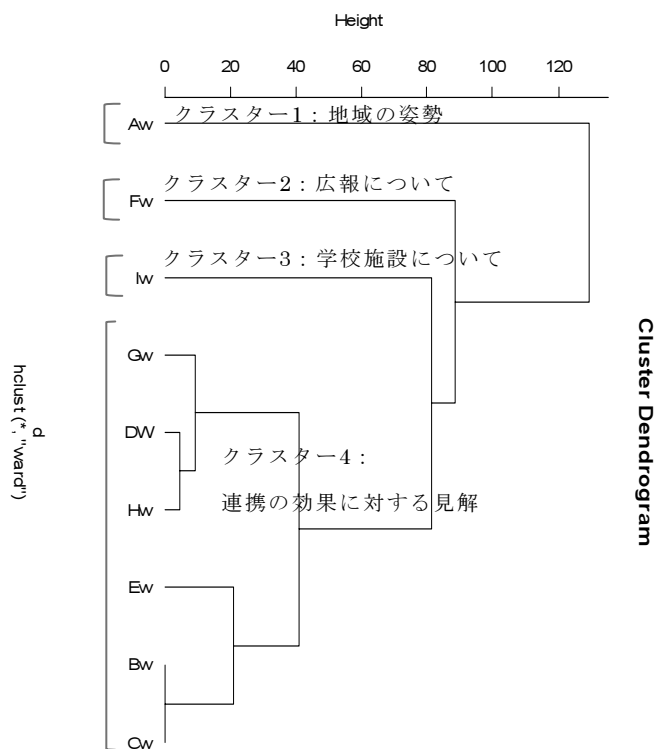 Height
0 20 40 60 80 100 120
Aw
クラスター1：地域の姿勢
Fw
クラスター2：広報について
Iw
クラスター3：学校施設について
Gw
DW
Hw
クラスター4：
連携の効果に対する見解
Ew
Bw
Cw
Cluster Dendrogram
d
hclust (*, "ward")